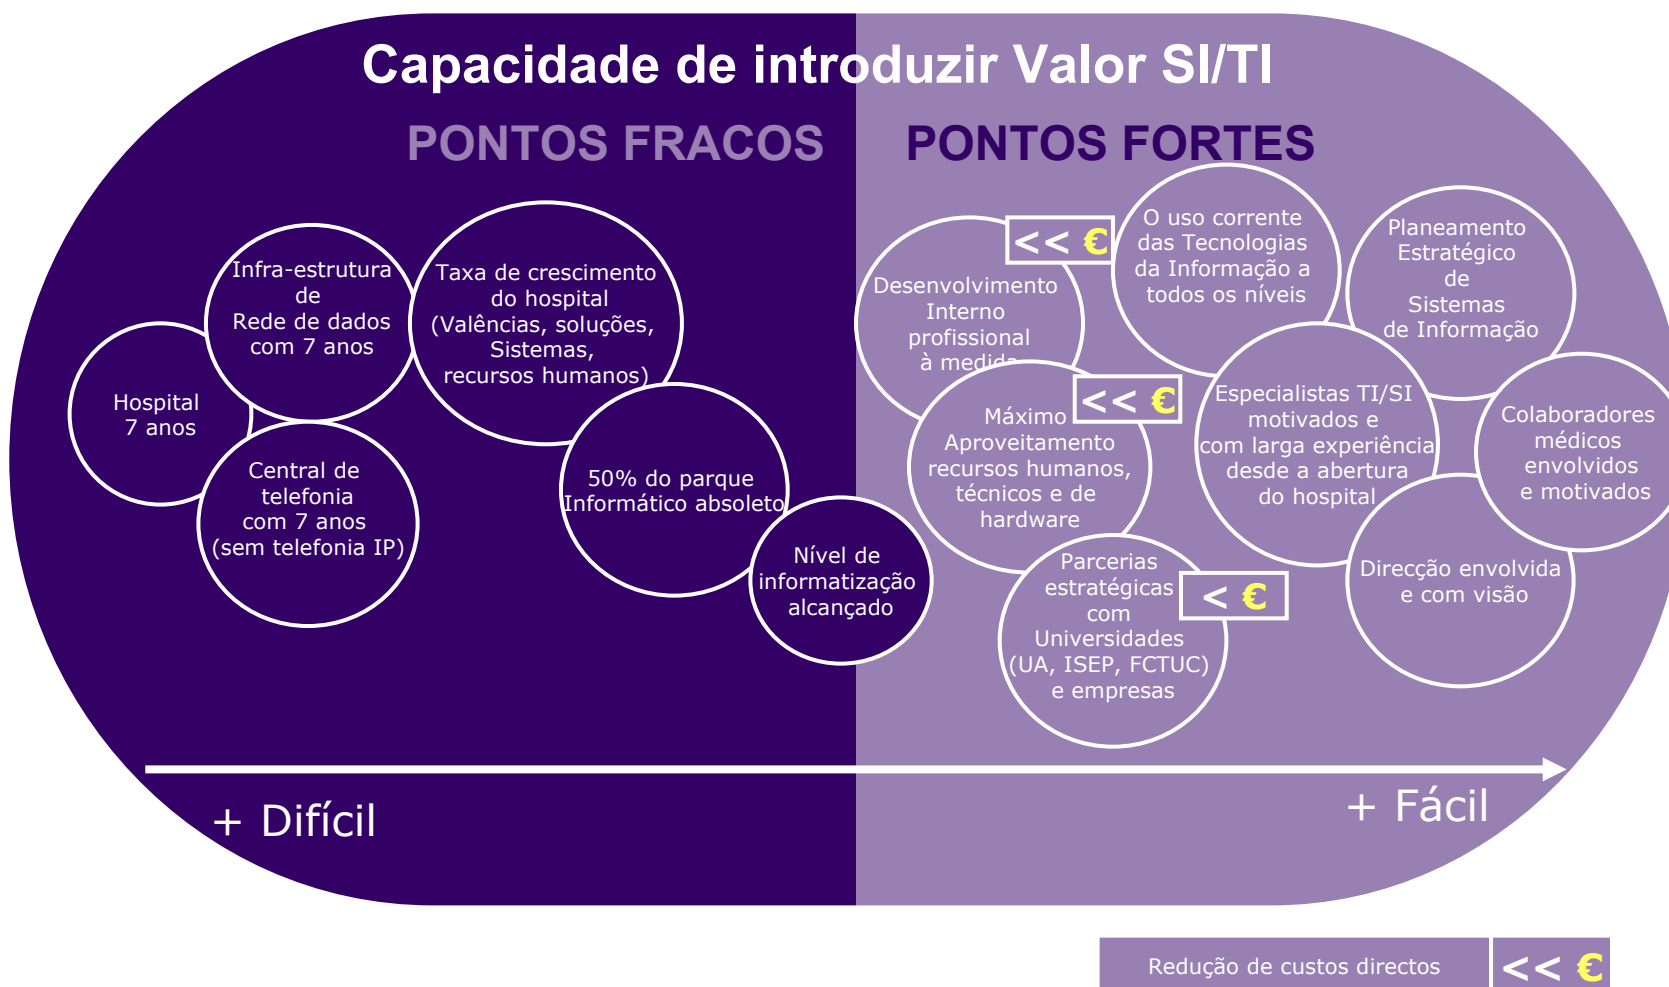 Capacidade de introduzir Valor SI/TI
PONTOS FRACOS
PONTOS FORTES
Hospital
7 anos
Infra-estrutura
de
Rede de dados
com 7 anos
Central de
telefonia
com 7 anos
(sem telefonia IP)
Taxa de crescimento
do hospital
(Valências, soluções,
Sistemas,
recursos humanos)
50% do parque
Informático absoleto
Nível de
informatização
alcançado
Desenvolvimento
Interno
profissional
à medida
<< €
Máximo
Aproveitamento
recursos humanos,
técnicos e de
hardware
<< €
Parcerias
estratégicas
com
Universidades
(UA, ISEP, FCTUC)
e empresas
< €
O uso corrente
das Tecnologias
da Informação a
todos os níveis
Especialistas TI/SI
motivados e
com larga experiência
desde a abertura
do hospital
Planeamento
Estratégico
de
Sistemas
de Informação
Colaboradores
médicos
envolvidos
e motivados
Direcção envolvida
e com visão
+ Difícil
+ Fácil
Redução de custos directos
<< €